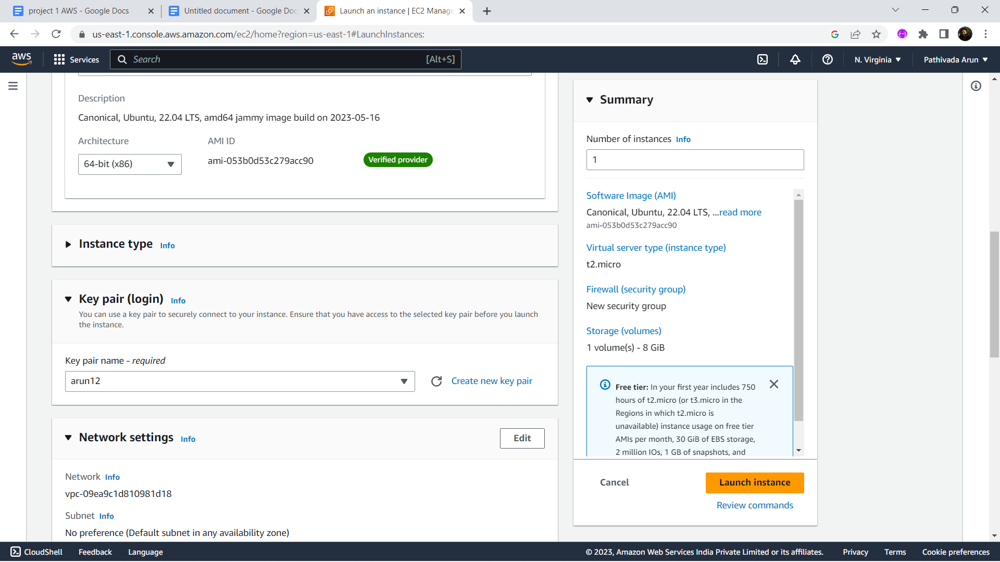 project 1 AWS - Google Docs
Untitled document - Google Doc
Launch an instance | EC2 Manage
us-east-1.console.aws.amazon.com/ec2/home?region=us-east-1#LaunchInstances:
aws
Services
Search
[Alt+S]
N. Virginia
Pathivada Arun
Description
Canonical, Ubuntu, 22.04 LTS, amd64 jammy image build on 2023-05-16
Architecture
AMI ID
64-bit (x86)
ami-053b0d53c279acc90
Verified provider
Instance type Info
Key pair (login) Info
You can use a key pair to securely connect to your instance. Ensure that you have access to the selected key pair before you launch
the instance.
Key pair name - required
arun12
Create new key pair
Network settings Info
Edit
Network Info
vpc-09ea9c1d810981d18
Subnet Info
No preference (Default subnet in any availability zone)
Summary
Number of instances Info
1
Software Image (AMI)
Canonical, Ubuntu, 22.04 LTS, ...read more
ami-053b0d53c279acc90
Virtual server type (instance type)
t2.micro
Firewall (security group)
New security group
Storage (volumes)
1 volume(s) - 8 GiB
Free tier: In your first year includes 750
hours of t2.micro (or t3.micro in the
Regions in which t2.micro is
unavailable) instance usage on free tier
AMIs per month, 30 GiB of EBS storage,
2 million IOs, 1 GB of snapshots, and
Cancel
Launch instance
Review commands
CloudShell
Feedback
Language
© 2023, Amazon Web Services India Private Limited or its affiliates.
Privacy
Terms
Cookie preferences